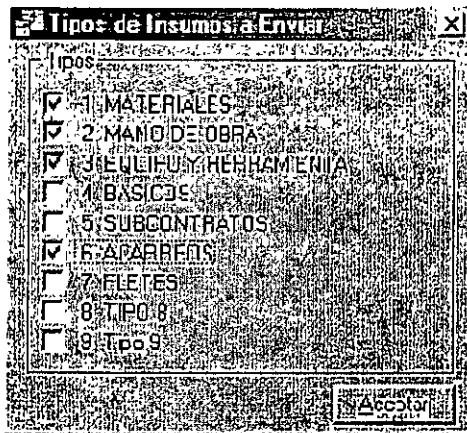 Tipos de Insumos a Enviar
Tipos
1 MATERIALES
2 MANO DE OBRA
3 EQUIPO Y HERRAMIENTA
4 BASICOS
5 SUBCONTRATOS
6 ACARREOS
7 FLETES
8 TIPO 8
9 Tipo 9
Aceptar